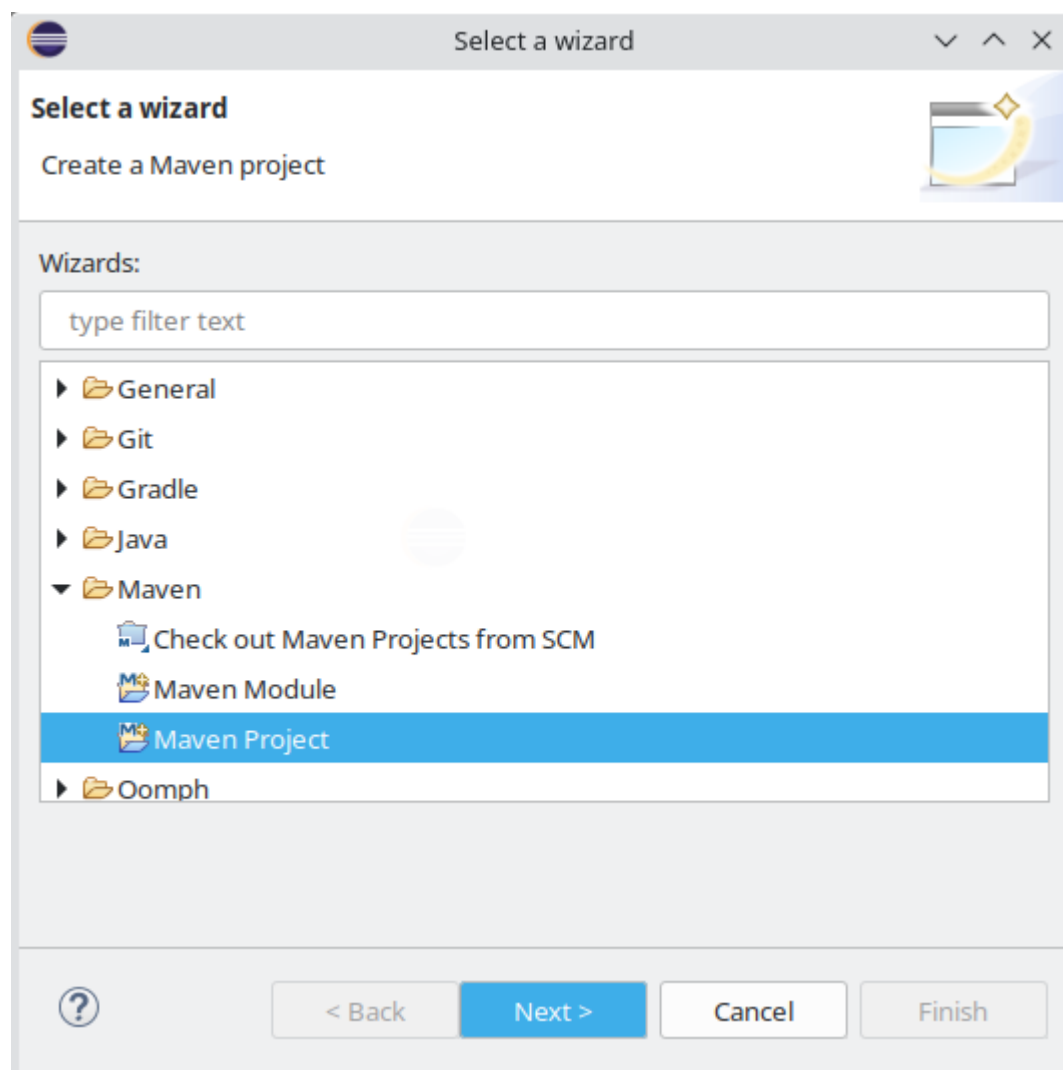 Select a wizard
Select a wizard
Create a Maven project
Wizards:
type filter text
General
Git
Gradle
Java
Maven
Check out Maven Projects from SCM
Maven Module
Maven Project
Oomph
< Back Next > Cancel Finish